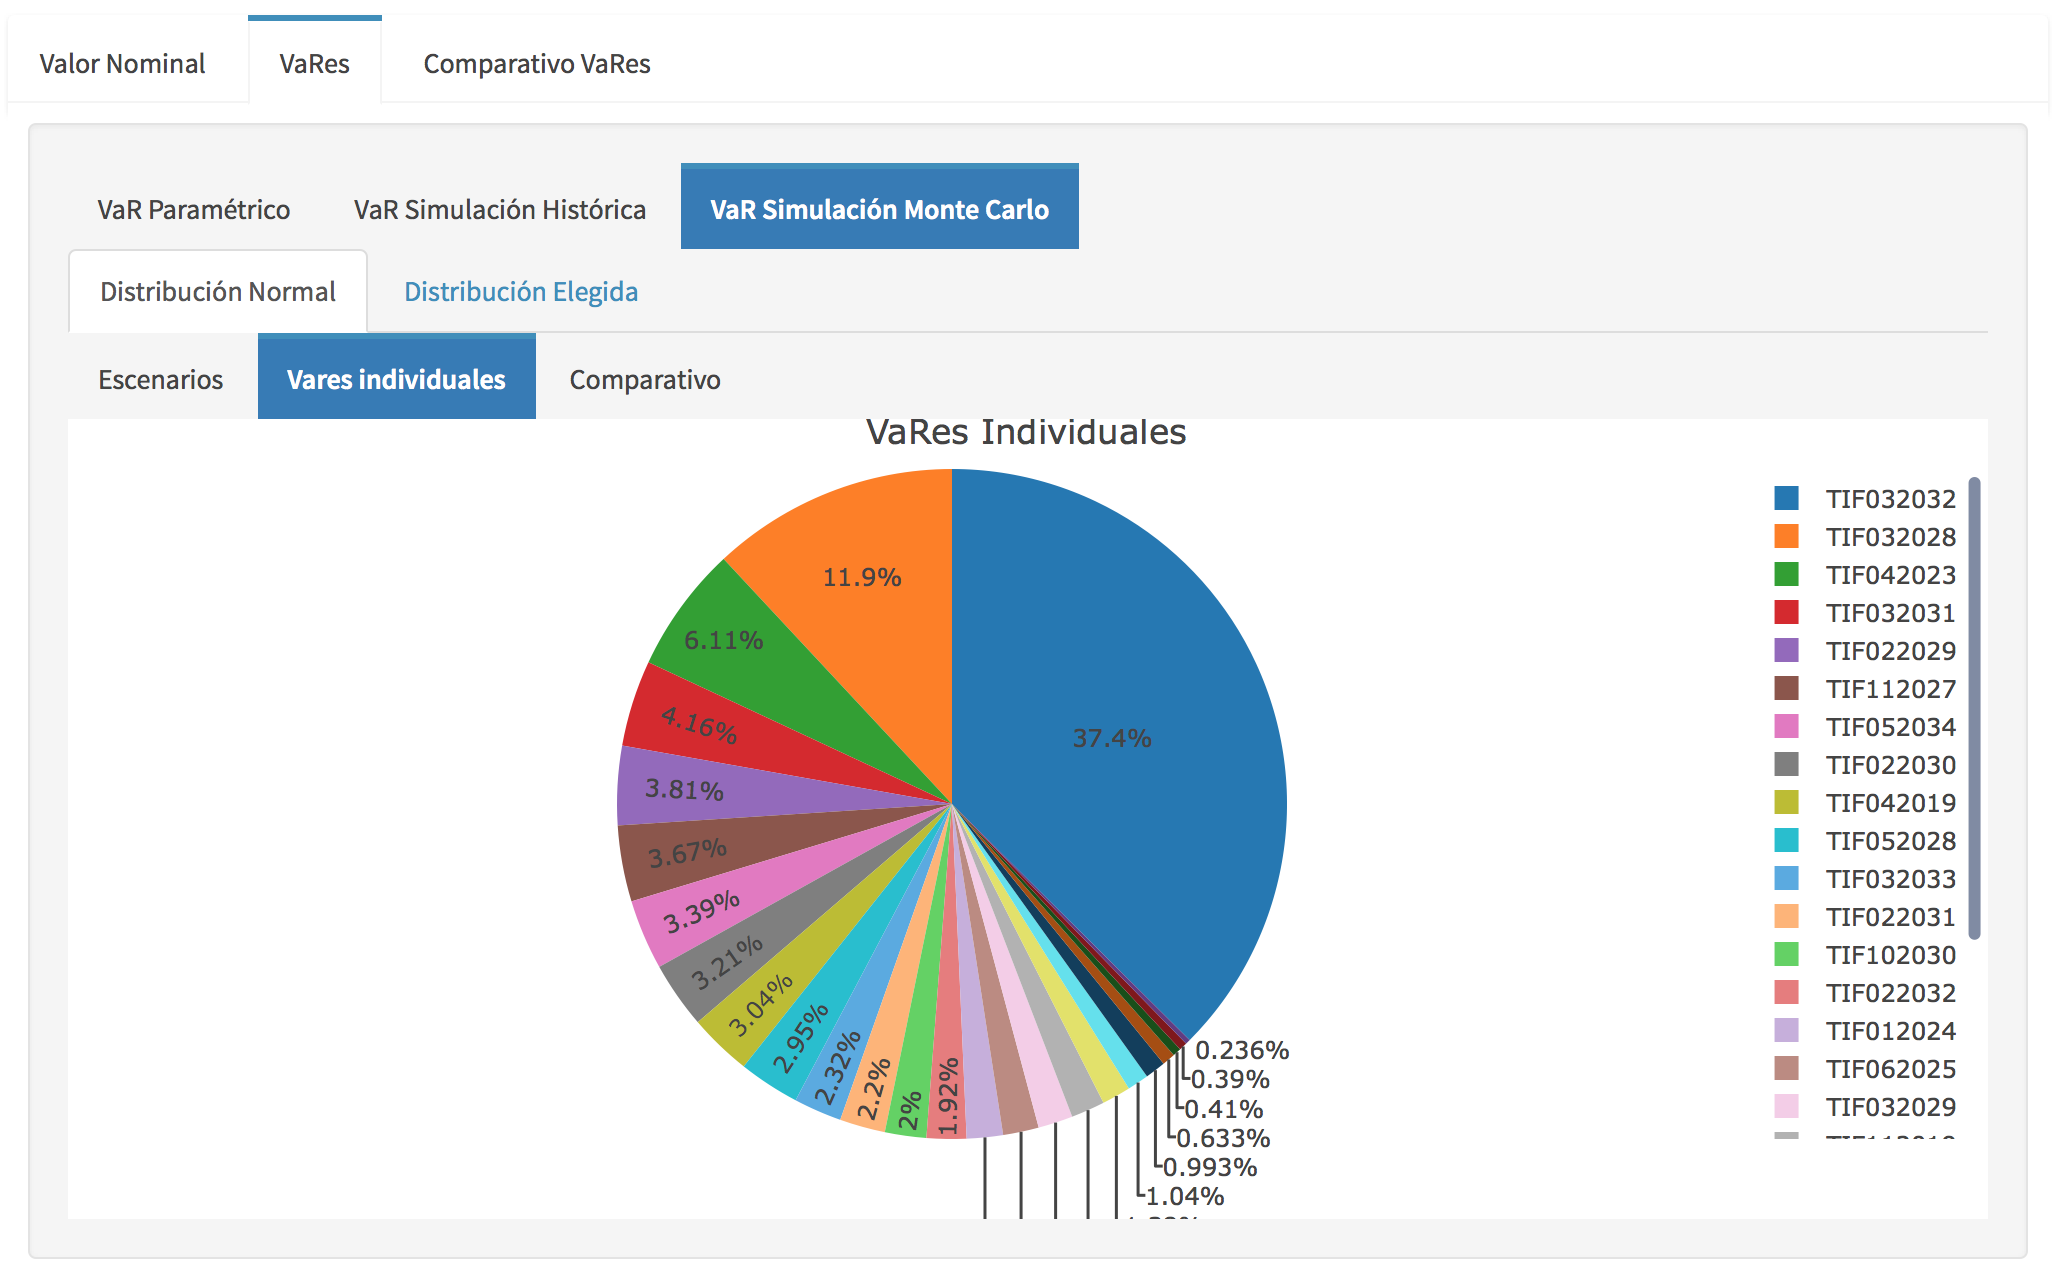 Valor Nominal VaRes Comparativo VaRes
VaR Paramétrico VaR Simulación Histórica VaR Simulación Monte Carlo
Distribución Normal Distribución Elegida
Escenarios Vares individuales Comparativo
VaRes Individuales
37.4%
11.9%
6.11%
4.16%
3.81%
3.67%
3.39%
3.21%
3.04%
2.95%
2.32%
2.2%
2%
1.92%
0.236%
0.39%
0.41%
0.633%
0.993%
1.04%
TIF032032
TIF032028
TIF042023
TIF032031
TIF022029
TIF112027
TIF052034
TIF022030
TIF042019
TIF052028
TIF032033
TIF022031
TIF102030
TIF022032
TIF012024
TIF062025
TIF032029